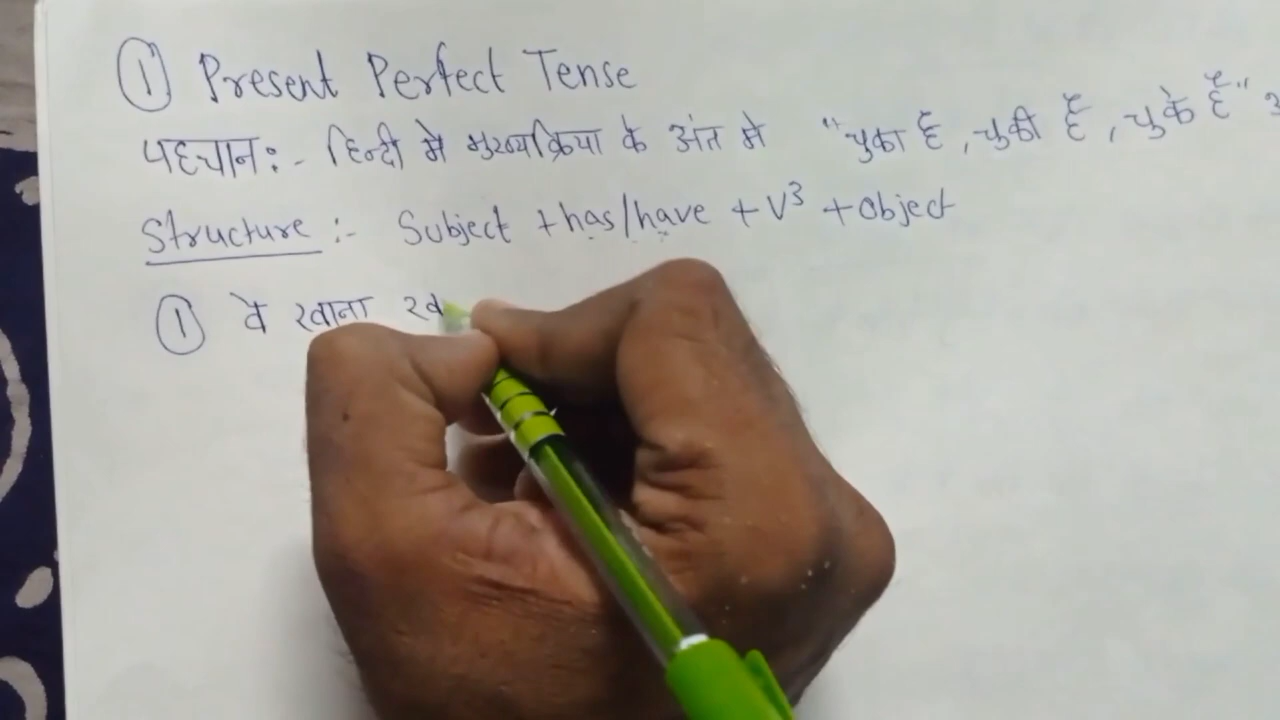 ① Present Perfect Tense
पहचान:- हिन्दी में मुख्यक्रिया के अंत में "चुका है, चुकी है, चुके है"
Structure :- Subject + has/have + V³ + Object
① वे खाना